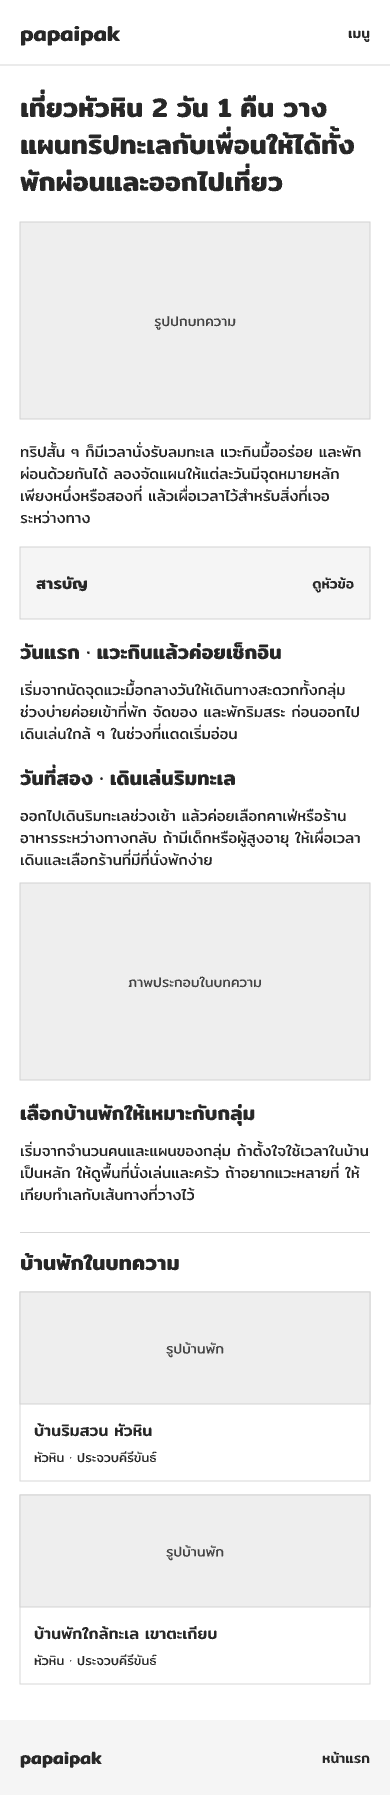 papaipak
เมนู
เที่ยวหัวหิน 2 วัน 1 คืน วาง
แผนทริปทะเลกับเพื่อนให้ได้ทั้ง
พักผ่อนและออกไปเที่ยว
รูปปกบทความ
ทริปสั้น ๆ ก็มีเวลานั่งรับลมทะเล แวะกินมื้ออร่อย และพัก
ผ่อนด้วยกันได้ ลองจัดแผนให้แต่ละวันมีจุดหมายหลัก
เพียงหนึ่งหรือสองที่ แล้วเผื่อเวลาไว้สำหรับสิ่งที่เจอ
ระหว่างทาง
สารบัญ
ดูหัวข้อ
วันแรก · แวะกินแล้วค่อยเช็กอิน
เริ่มจากนัดจุดแวะมื้อกลางวันให้เดินทางสะดวกทั้งกลุ่ม
ช่วงบ่ายค่อยเข้าที่พัก จัดของ และพักริมสระ ก่อนออกไป
เดินเล่นใกล้ ๆ ในช่วงที่แดดเริ่มอ่อน
วันที่สอง · เดินเล่นริมทะเล
ออกไปเดินริมทะเลช่วงเช้า แล้วค่อยเลือกคาเฟ่หรือร้าน
อาหารระหว่างทางกลับ ถ้ามีเด็กหรือผู้สูงอายุ ให้เผื่อเวลา
เดินและเลือกร้านที่มีที่นั่งพักง่าย
ภาพประกอบในบทความ
เลือกบ้านพักให้เหมาะกับกลุ่ม
เริ่มจากจำนวนคนและแผนของกลุ่ม ถ้าตั้งใจใช้เวลาในบ้าน
เป็นหลัก ให้ดูพื้นที่นั่งเล่นและครัว ถ้าอยากแวะหลายที่ ให้
เทียบทำเลกับเส้นทางที่วางไว้
บ้านพักในบทความ
รูปบ้านพัก
บ้านริมสวน หัวหิน
หัวหิน · ประจวบคีรีขันธ์
รูปบ้านพัก
บ้านพักใกล้ทะเล เขาตะเกียบ
หัวหิน · ประจวบคีรีขันธ์
papaipak
หน้าแรก